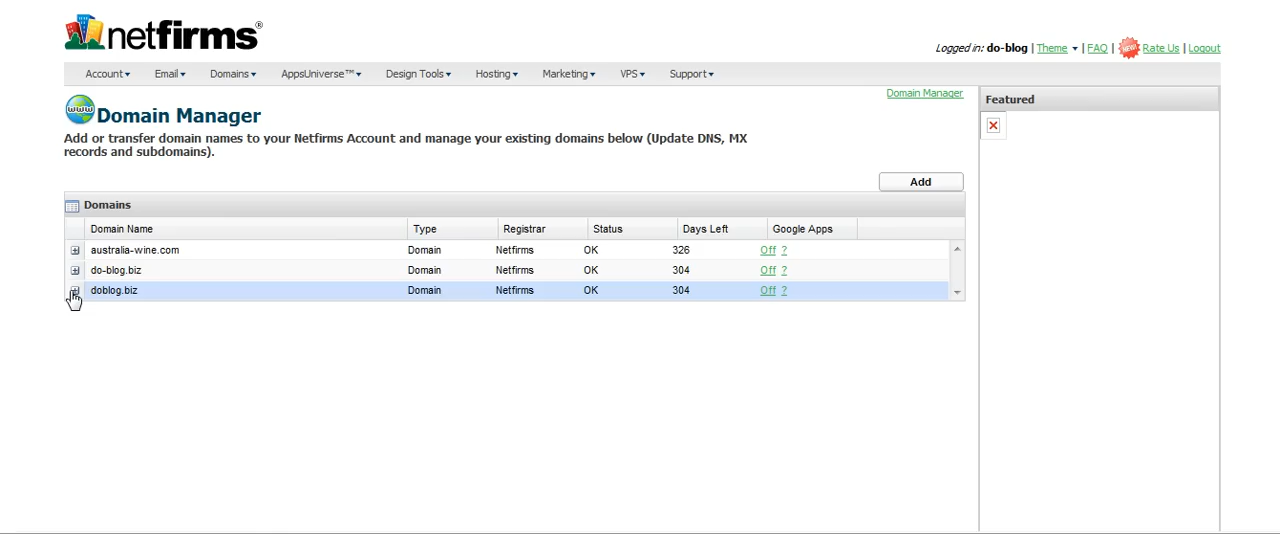 netfirms®
Logged in: do-blog | Theme | FAQ | NEW Rate Us | Logout
Account Email Domains AppsUniverse™ Design Tools Hosting Marketing VPS Support
Domain Manager
Featured
www Domain Manager
Add or transfer domain names to your Netfirms Account and manage your existing domains below (Update DNS, MX
records and subdomains).
Add
Domains
Domain Name Type Registrar Status Days Left Google Apps
australia-wine.com Domain Netfirms OK 326 Off ?
do-blog.biz Domain Netfirms OK 304 Off ?
doblog.biz Domain Netfirms OK 304 Off ?